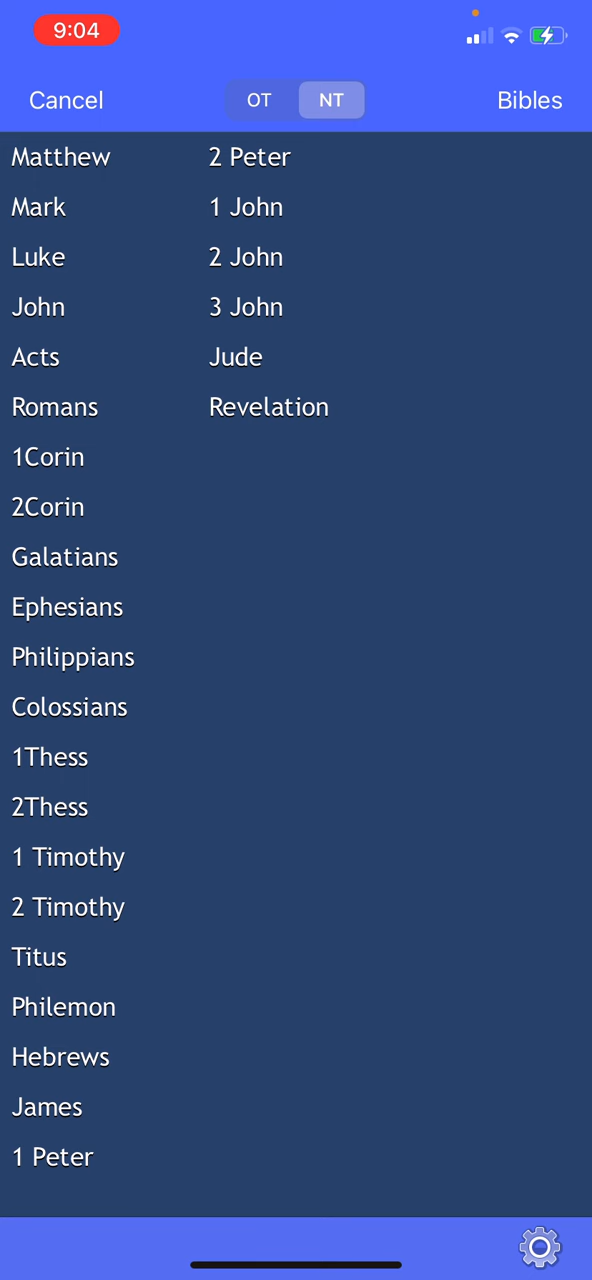 9:04
Cancel OT NT Bibles
Matthew
Mark
Luke
John
Acts
Romans
1Corin
2Corin
Galatians
Ephesians
Philippians
Colossians
1Thess
2Thess
1 Timothy
2 Timothy
Titus
Philemon
Hebrews
James
1 Peter
2 Peter
1 John
2 John
3 John
Jude
Revelation